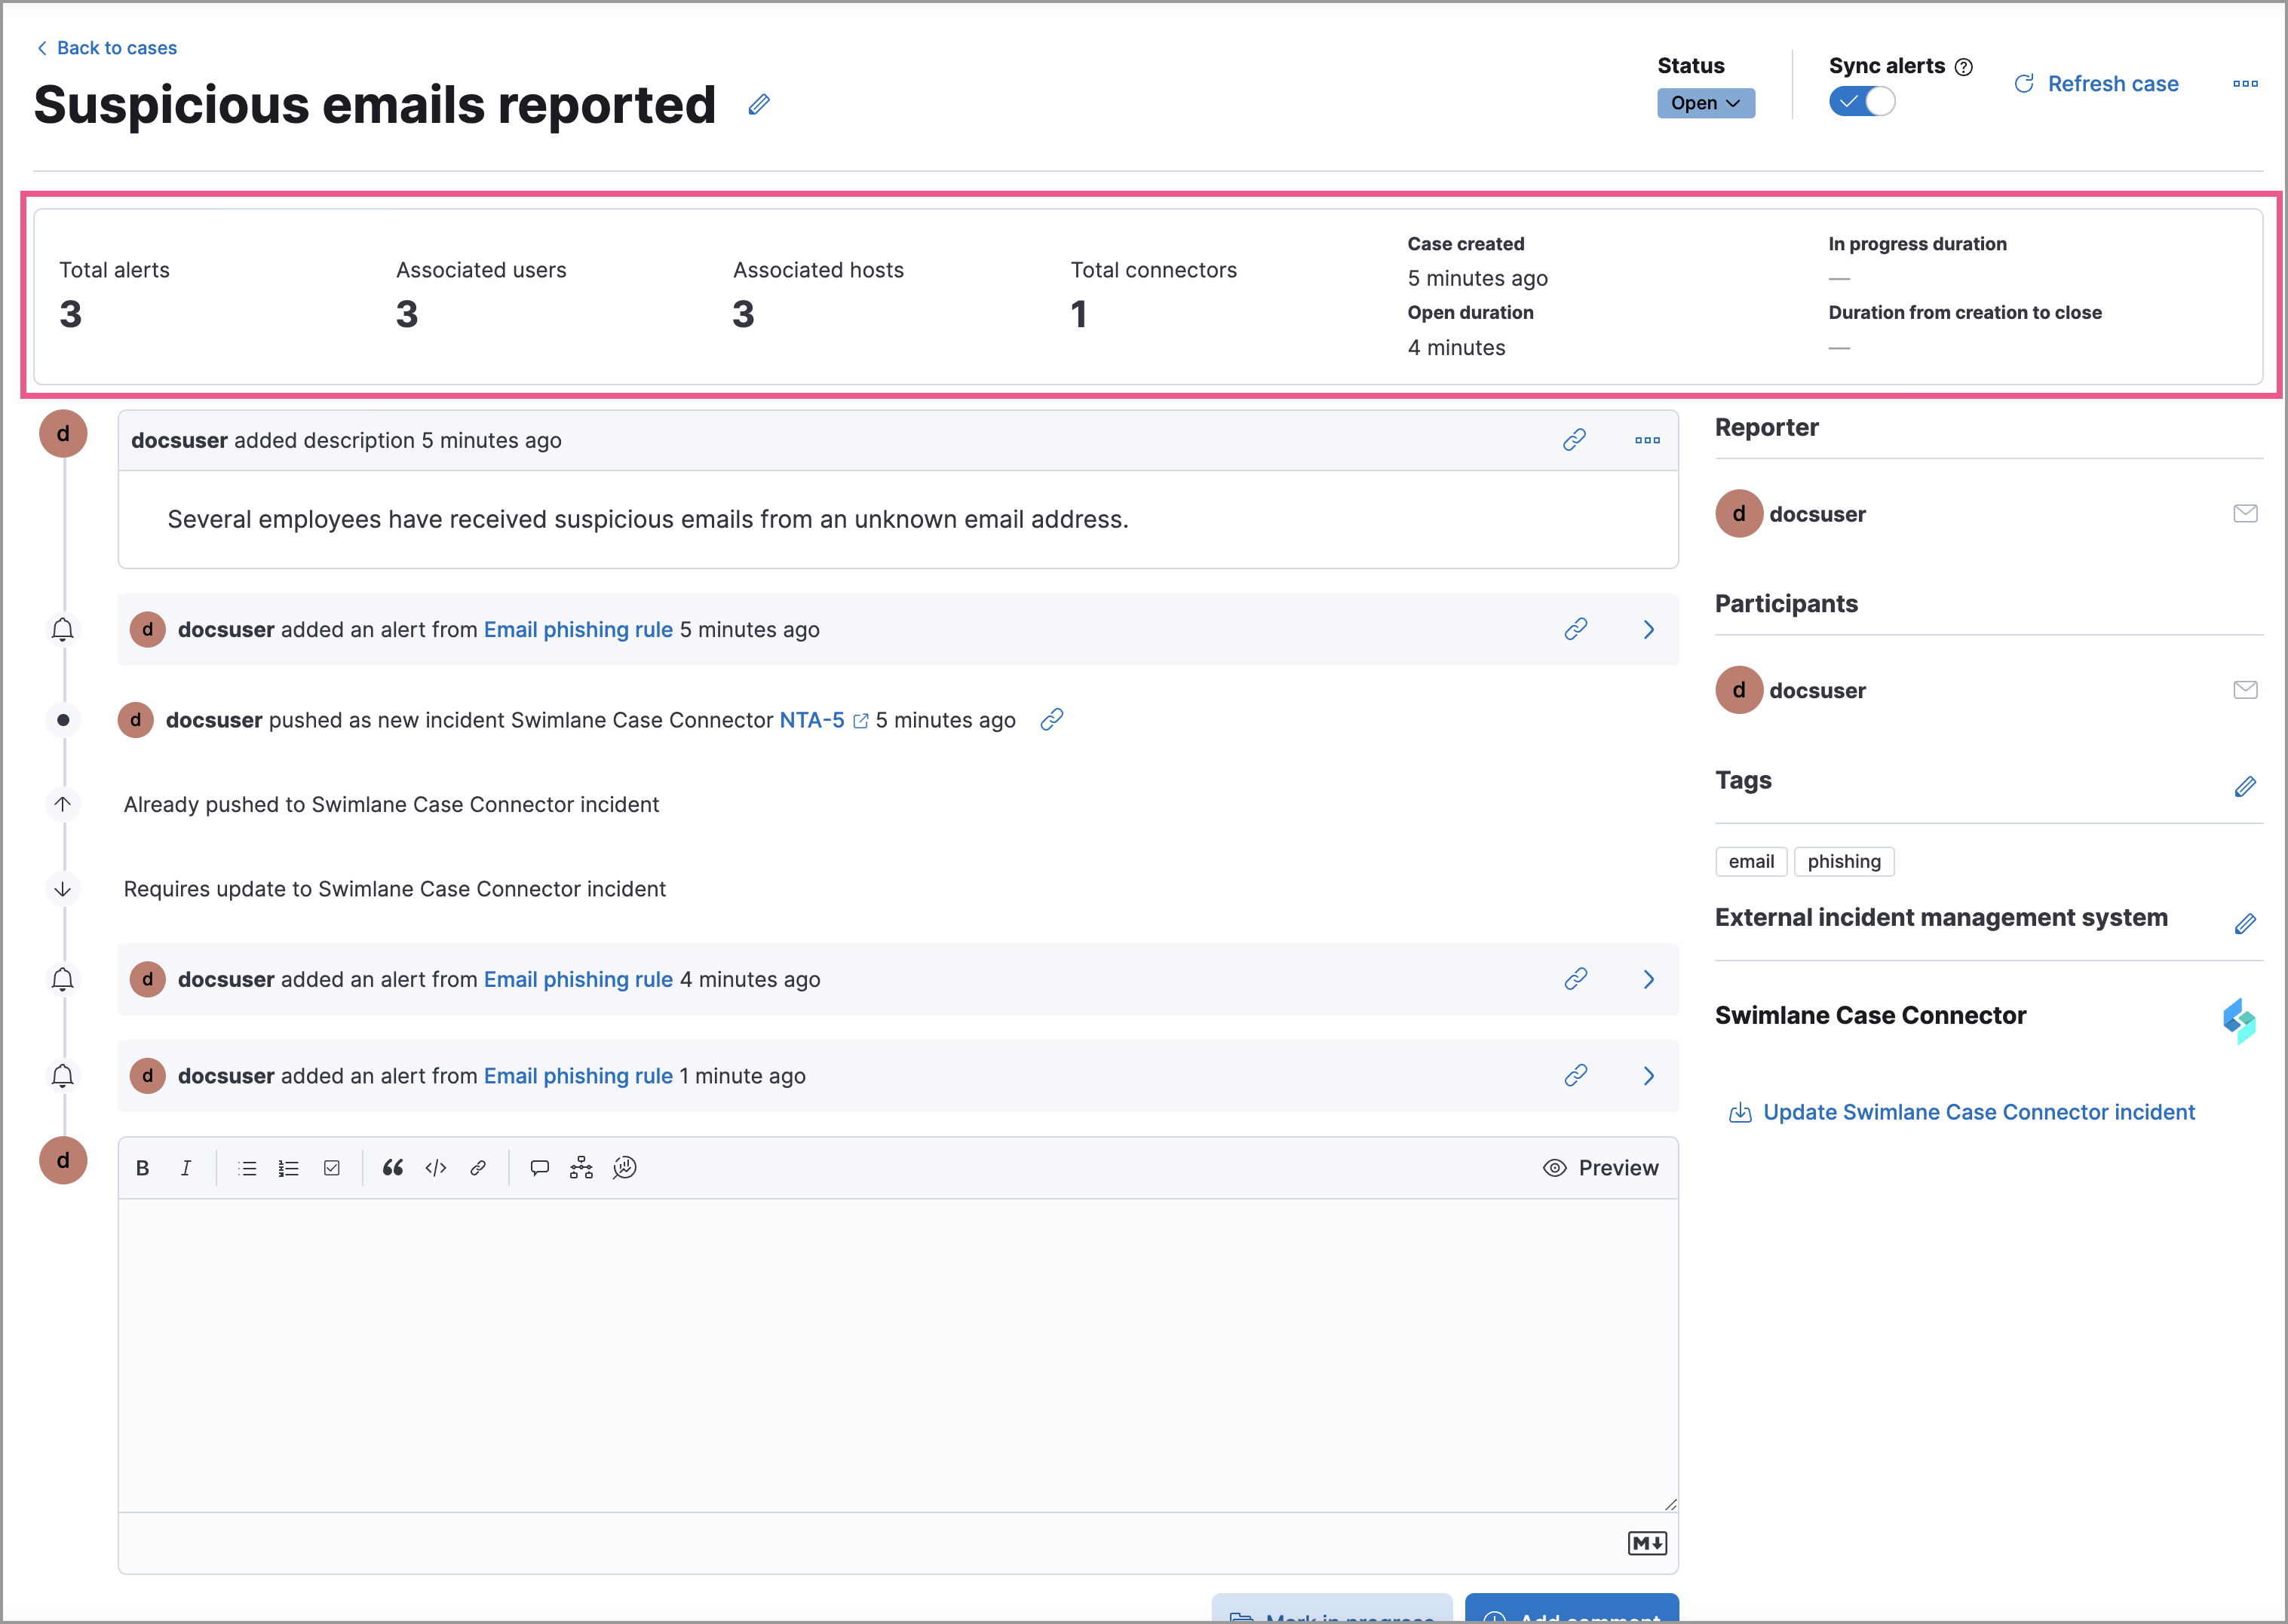 Back to cases
Suspicious emails reported
Status
Open
Sync alerts
Refresh case
Total alerts
3
Associated users
3
Associated hosts
3
Total connectors
1
Case created
5 minutes ago
Open duration
4 minutes
In progress duration
—
Duration from creation to close
—
d
docsuser added description 5 minutes ago
Several employees have received suspicious emails from an unknown email address.
d docsuser added an alert from Email phishing rule 5 minutes ago
d docsuser pushed as new incident Swimlane Case Connector NTA-5 5 minutes ago
Already pushed to Swimlane Case Connector incident
Requires update to Swimlane Case Connector incident
d docsuser added an alert from Email phishing rule 4 minutes ago
d docsuser added an alert from Email phishing rule 1 minute ago
d
B I Preview
M
Mark in progress
Add comment
Reporter
d docsuser
Participants
d docsuser
Tags
email phishing
External incident management system
Swimlane Case Connector
Update Swimlane Case Connector incident